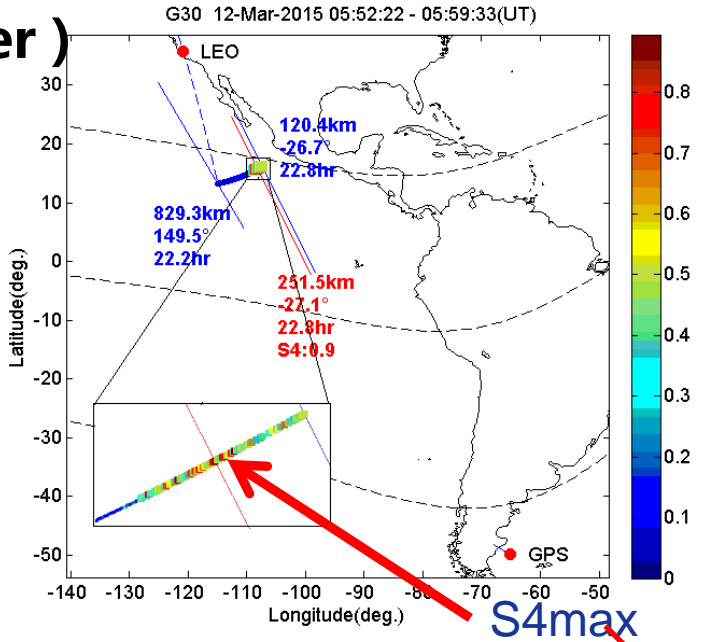 er )
G30 12-Mar-2015 05:52:22 - 05:59:33(UT)
LEO
120.4km
-26.7°
22.8hr
829.3km
149.5°
22.2hr
251.5km
-27.1°
22.8hr
S4:0.9
GPS
S4max
Latitude(deg.)
30
20
10
0
-10
-20
-30
-40
-50
-140 -130 -120 -110 -100 -90 -80 -70 -60 -50
Longitude(deg.)
0.8
0.7
0.6
0.5
0.4
0.3
0.2
0.1
0